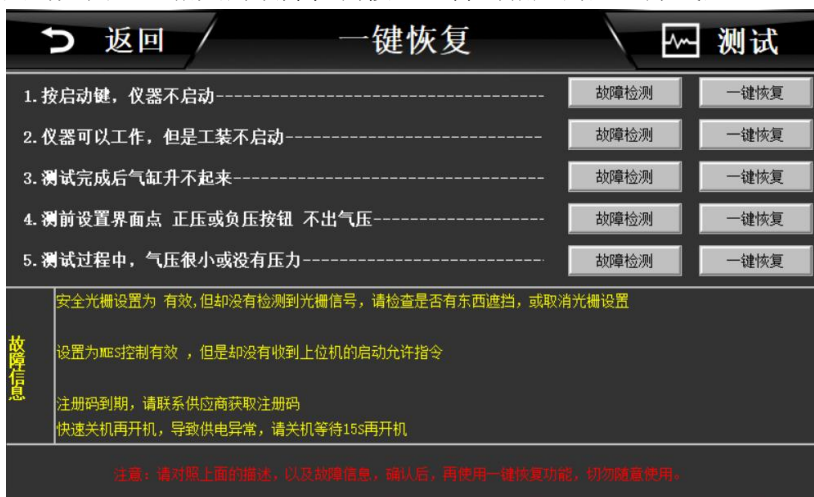 返回
一键恢复
测试
1.按启动键，仪器不启动----------------------------------- 故障检测 一键恢复
2.仪器可以工作，但是工装不启动--------------------------- 故障检测 一键恢复
3.测试完成后气缸升不起来--------------------------------- 故障检测 一键恢复
4.测前设置界面点 正压或负压按钮 不出气压------------------ 故障检测 一键恢复
5.测试过程中，气压很小或没有压力-------------------------- 故障检测 一键恢复
故障信息
安全光栅设置为 有效,但却没有检测到光栅信号，请检查是否有东西遮挡，或取消光栅设置
设置为MES控制有效 ，但是却没有收到上位机的启动允许指令
注册码到期，请联系供应商获取注册码
快速关机再开机，导致供电异常，请关机等待15S再开机
注意：请对照上面的描述，以及故障信息，确认后，再使用一键恢复功能，切勿随意使用。